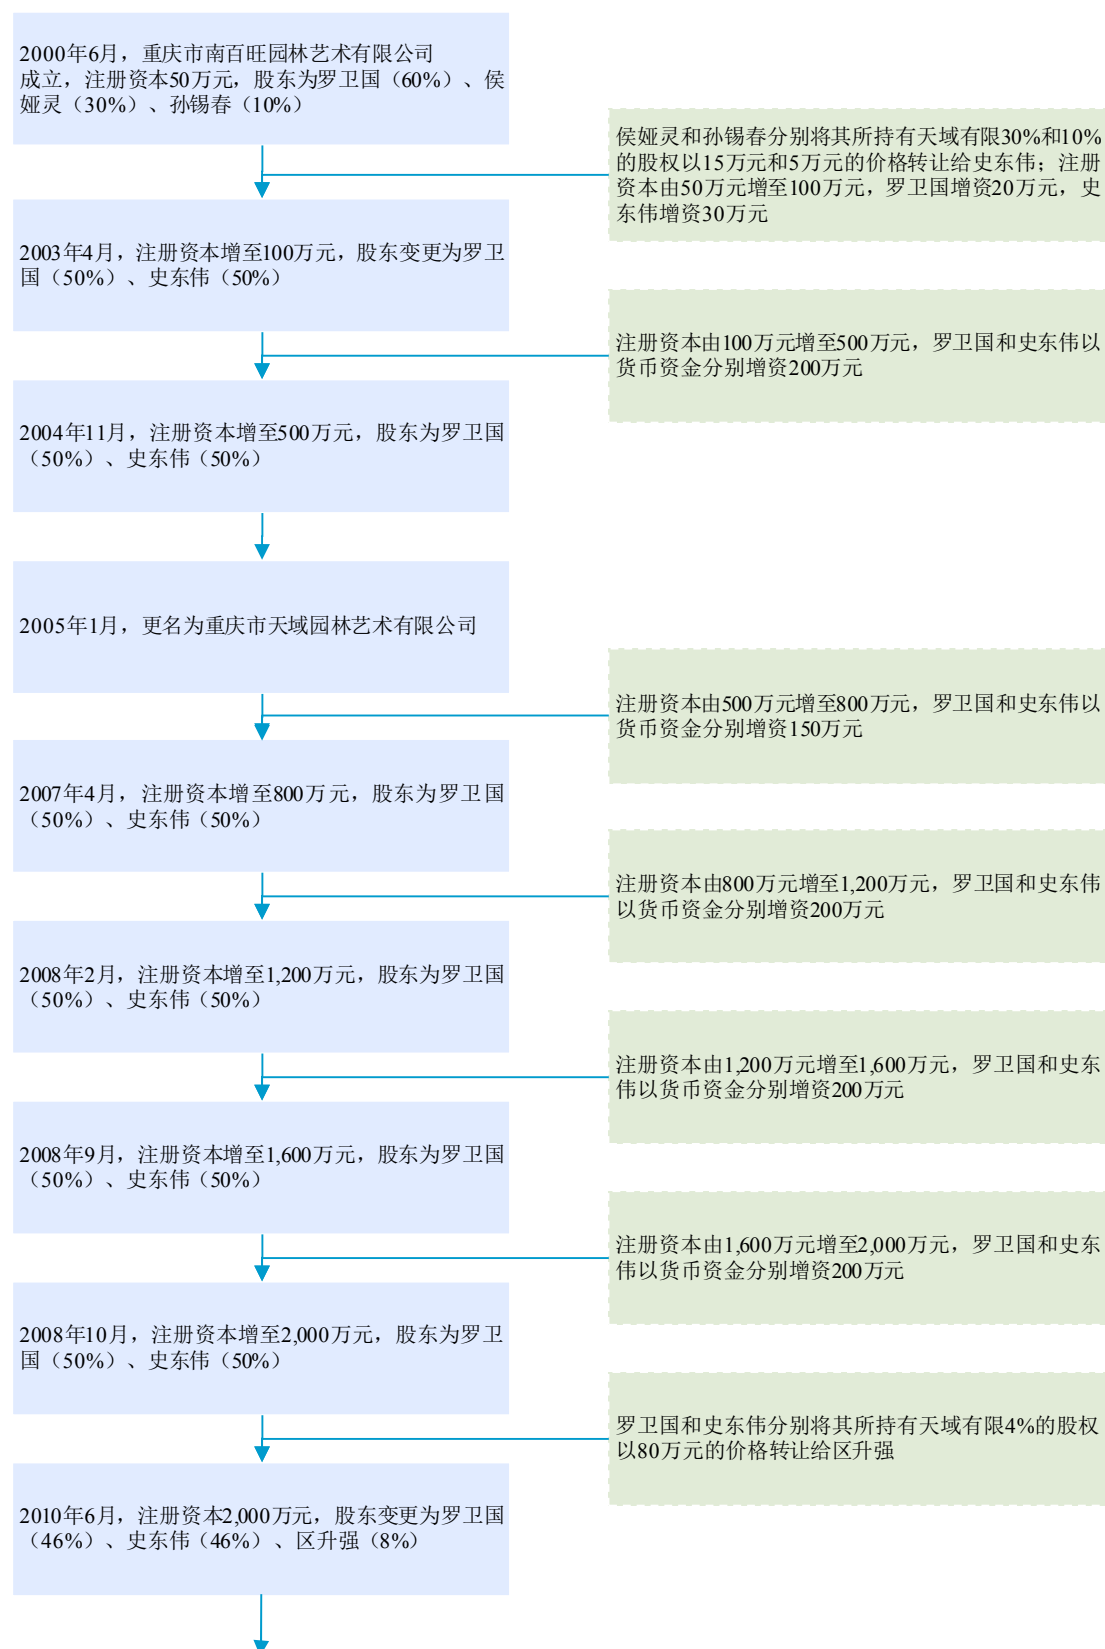 2000年6月，重庆市南百旺园林艺术有限公司
成立，注册资本50万元，股东为罗卫国（60%）、侯
娅灵（30%）、孙锡春（10%）
侯娅灵和孙锡春分别将其所持有天域有限30%和10%
的股权以15万元和5万元的价格转让给史东伟；注册
资本由50万元增至100万元，罗卫国增资20万元，史
东伟增资30万元
2003年4月，注册资本增至100万元，股东变更为罗卫
国（50%）、史东伟（50%）
注册资本由100万元增至500万元，罗卫国和史东伟以
货币资金分别增资200万元
2004年11月，注册资本增至500万元，股东为罗卫国
（50%）、史东伟（50%）
2005年1月，更名为重庆市天域园林艺术有限公司
注册资本由500万元增至800万元，罗卫国和史东伟以
货币资金分别增资150万元
2007年4月，注册资本增至800万元，股东为罗卫国
（50%）、史东伟（50%）
注册资本由800万元增至1,200万元，罗卫国和史东伟
以货币资金分别增资200万元
2008年2月，注册资本增至1,200万元，股东为罗卫国
（50%）、史东伟（50%）
注册资本由1,200万元增至1,600万元，罗卫国和史东
伟以货币资金分别增资200万元
2008年9月，注册资本增至1,600万元，股东为罗卫国
（50%）、史东伟（50%）
注册资本由1,600万元增至2,000万元，罗卫国和史东
伟以货币资金分别增资200万元
2008年10月，注册资本增至2,000万元，股东为罗卫
国（50%）、史东伟（50%）
罗卫国和史东伟分别将其所持有天域有限4%的股权
以80万元的价格转让给区升强
2010年6月，注册资本2,000万元，股东变更为罗卫国
（46%）、史东伟（46%）、区升强（8%）